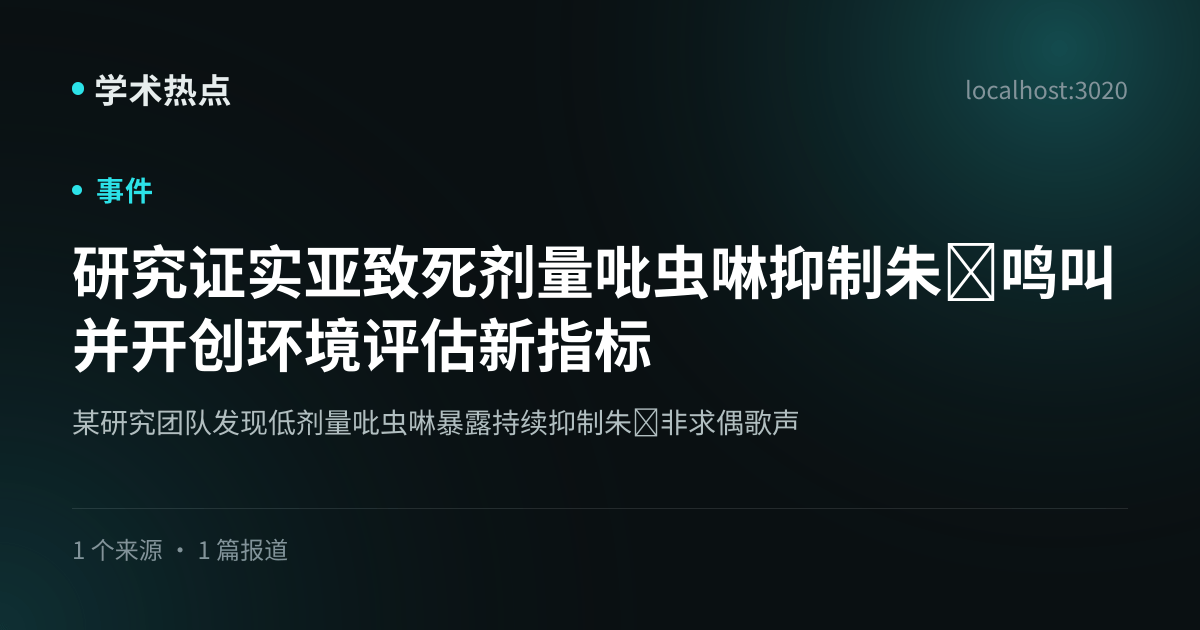 学术热点
localhost:3020
事件
研究证实亚致死剂量吡虫啉抑制朱☒鸣叫
并开创环境评估新指标
某研究团队发现低剂量吡虫啉暴露持续抑制朱☒非求偶歌声
1 个来源 · 1 篇报道